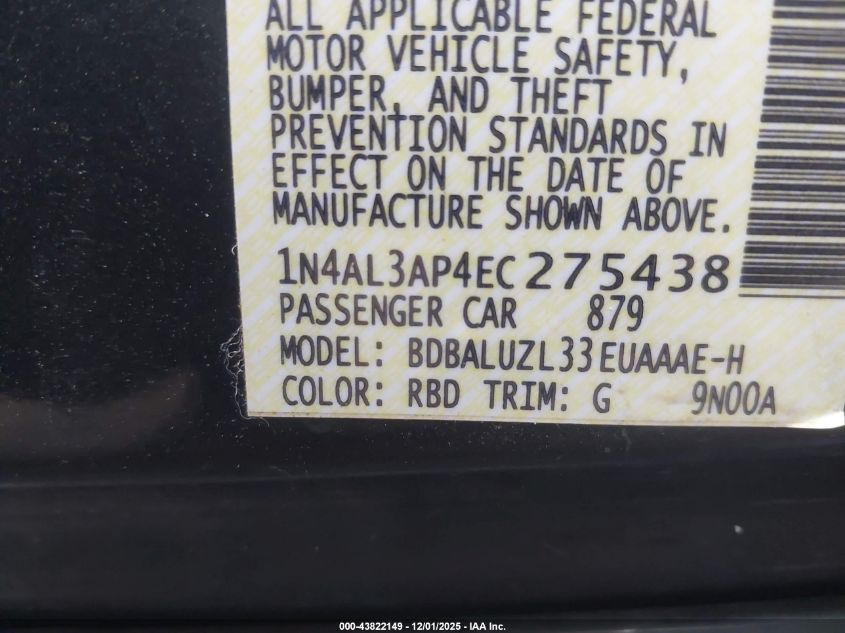 ALL APPLICABLE FEDERAL
MOTOR VEHICLE SAFETY,
BUMPER, AND THEFT
PREVENTION STANDARDS IN
EFFECT ON THE DATE OF
MANUFACTURE SHOWN ABOVE.
1N4AL3AP4EC275438
PASSENGER CAR 879
MODEL: BDBALUZL33EUAAAE-H
COLOR: RBD TRIM: G 9N00A
000-43822149 - 12/01/2025 - IAA Inc.